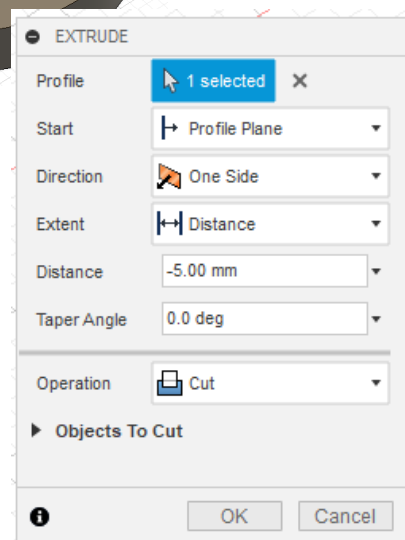 EXTRUDE
Profile 1 selected
Start Profile Plane
Direction One Side
Extent Distance
Distance -5.00 mm
Taper Angle 0.0 deg
Operation Cut
Objects To Cut
OK Cancel